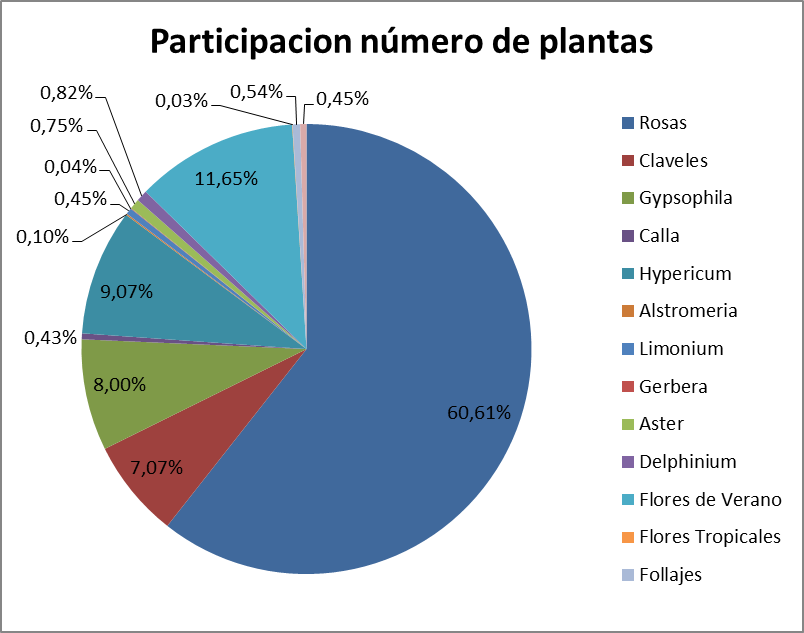 Participacion número de plantas
0,82%
0,03%
0,54%
0,45%
0,75%
0,04%
0,45%
0,10%
11,65%
9,07%
0,43%
8,00%
7,07%
60,61%
Rosas
Claveles
Gypsophila
Calla
Hypericum
Alstromeria
Limonium
Gerbera
Aster
Delphinium
Flores de Verano
Flores Tropicales
Follajes